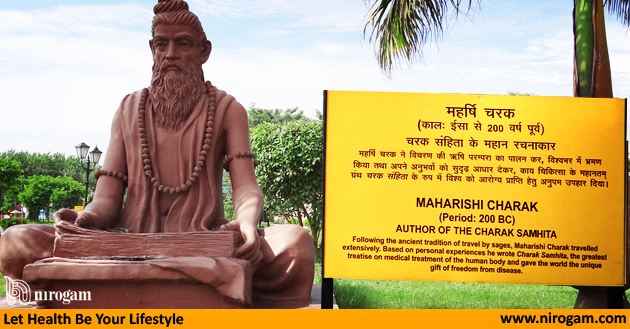 महर्षि चरक
(कालः ईसा से 200 वर्ष पूर्व)
चरक संहिता के महान रचनाकार
महर्षि चरक ने विचरण की ऋषि परम्परा का पालन कर, विश्वभर में भ्रमण
किया तथा अपने अनुभवों को सुदृढ़ आधार देकर, काय चिकित्सा के महानतम्
ग्रंथ चरक संहिता के रुप में विश्व को आरोग्य प्राप्ति हेतु अनुपम उपहार दिया।
MAHARISHI CHARAK
(Period: 200 BC)
AUTHOR OF THE CHARAK SAMHITA
Following the ancient tradition of travel by sages, Maharishi Charak travelled
extensively. Based on personal experiences he wrote Charak Samhita, the greatest
treatise on medical treatment of the human body and gave the world the unique
gift of freedom from disease.
nirogam
Let Health Be Your Lifestyle
www.nirogam.com